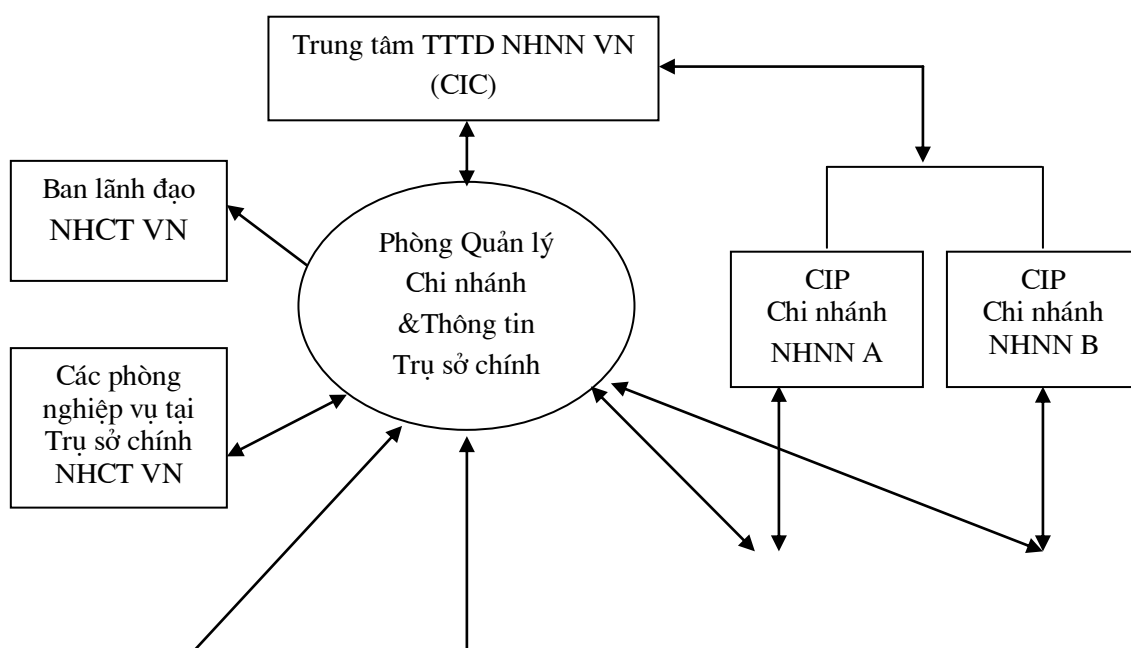 Trung tâm TTTD NHNN VN
(CIC)
Ban lãnh đạo
NHCT VN
Phòng Quản lý
Chi nhánh
&Thông tin
Trụ sở chính
CIP
Chi nhánh
NHNN A
CIP
Chi nhánh
NHNN B
Các phòng
nghiệp vụ tại
Trụ sở chính
NHCT VN